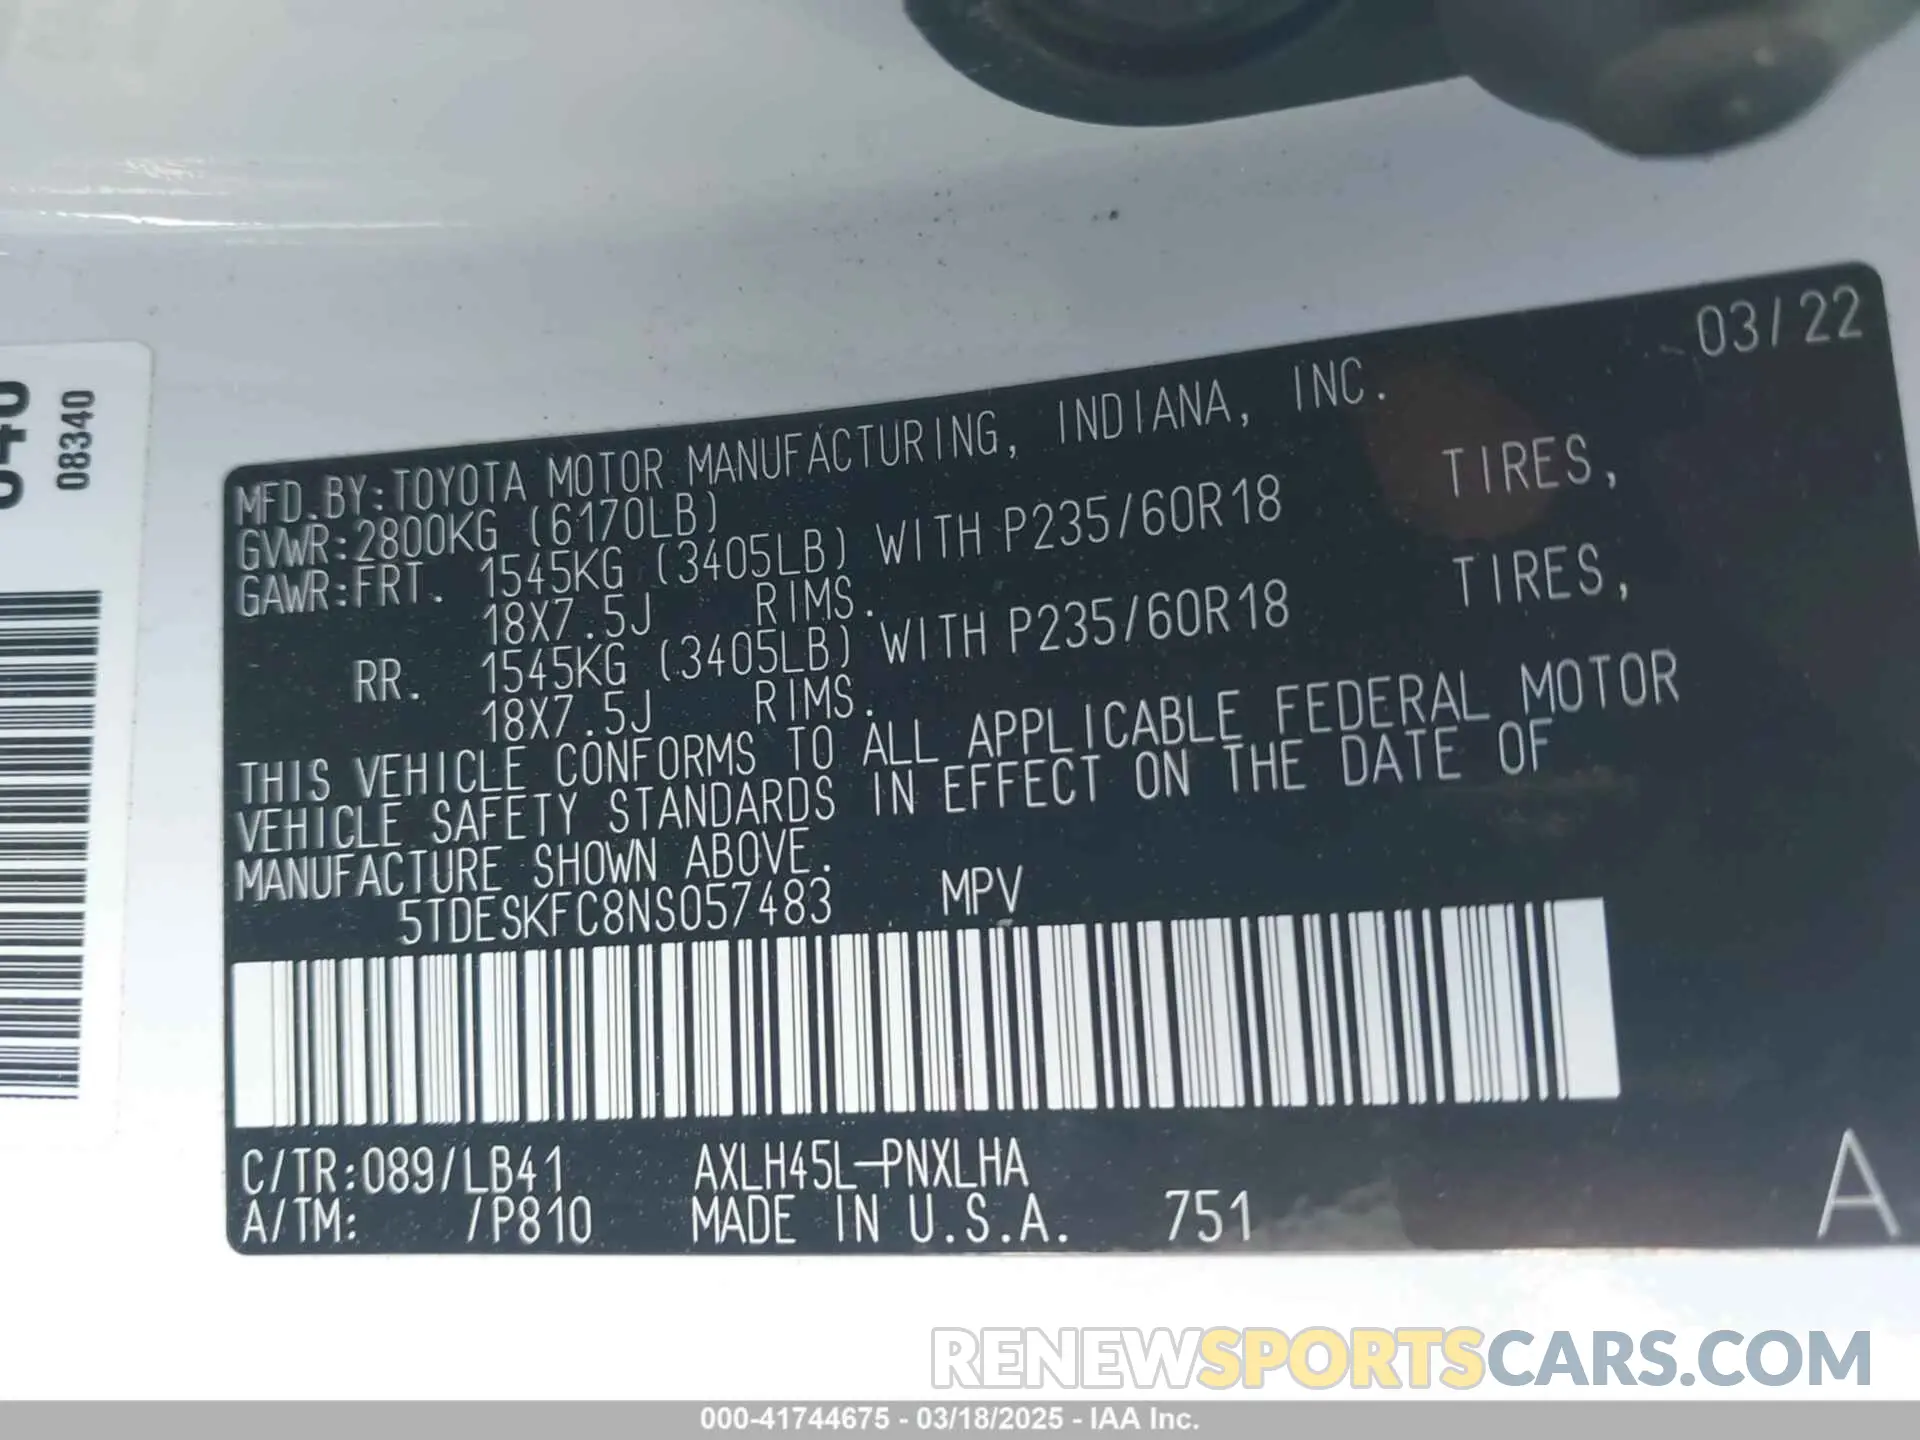 03/22
MFD.BY:TOYOTA MOTOR MANUFACTURING, INDIANA, INC.
GVWR:2800KG (6170LB)
GAWR:FRT. 1545KG (3405LB) WITH P235/60R18 TIRES,
18X7.5J RIMS.
RR. 1545KG (3405LB) WITH P235/60R18 TIRES,
18X7.5J RIMS.
THIS VEHICLE CONFORMS TO ALL APPLICABLE FEDERAL MOTOR
VEHICLE SAFETY STANDARDS IN EFFECT ON THE DATE OF
MANUFACTURE SHOWN ABOVE.
5TDESKFC8NS057483 MPV
C/TR:089/LB41 AXLH45L-PNXLHA
A/TM: /P810 MADE IN U.S.A. 751
A
08340
RENEWSPORTSCARS.COM
000-41744675 - 03/18/2025 - IAA Inc.